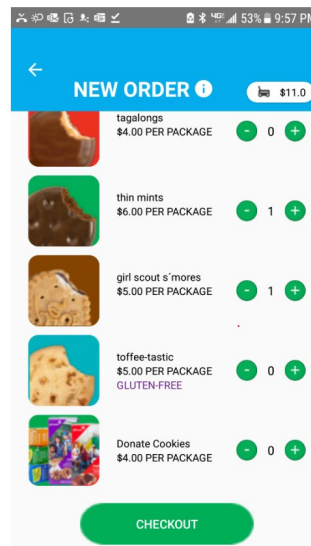 53% 9:57 PM
NEW ORDER
$11.0
tagalongs
$4.00 PER PACKAGE
- 0 +
thin mints
$6.00 PER PACKAGE
- 1 +
girl scout s´mores
$5.00 PER PACKAGE
- 1 +
toffee-tastic
$5.00 PER PACKAGE
- 0 +
GLUTEN-FREE
Donate Cookies
$4.00 PER PACKAGE
- 0 +
CHECKOUT